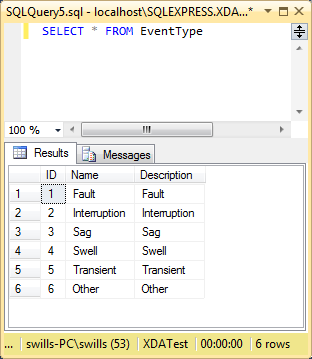 SQLQuery5.sql - localhost\SQLEXPRESS.XDA...*
SELECT * FROM EventType
100 %
Results Messages
ID Name Description
1 1 Fault Fault
2 2 Interruption Interruption
3 3 Sag Sag
4 4 Swell Swell
5 5 Transient Transient
6 6 Other Other
... swills-PC\swills (53) XDATest 00:00:00 6 rows